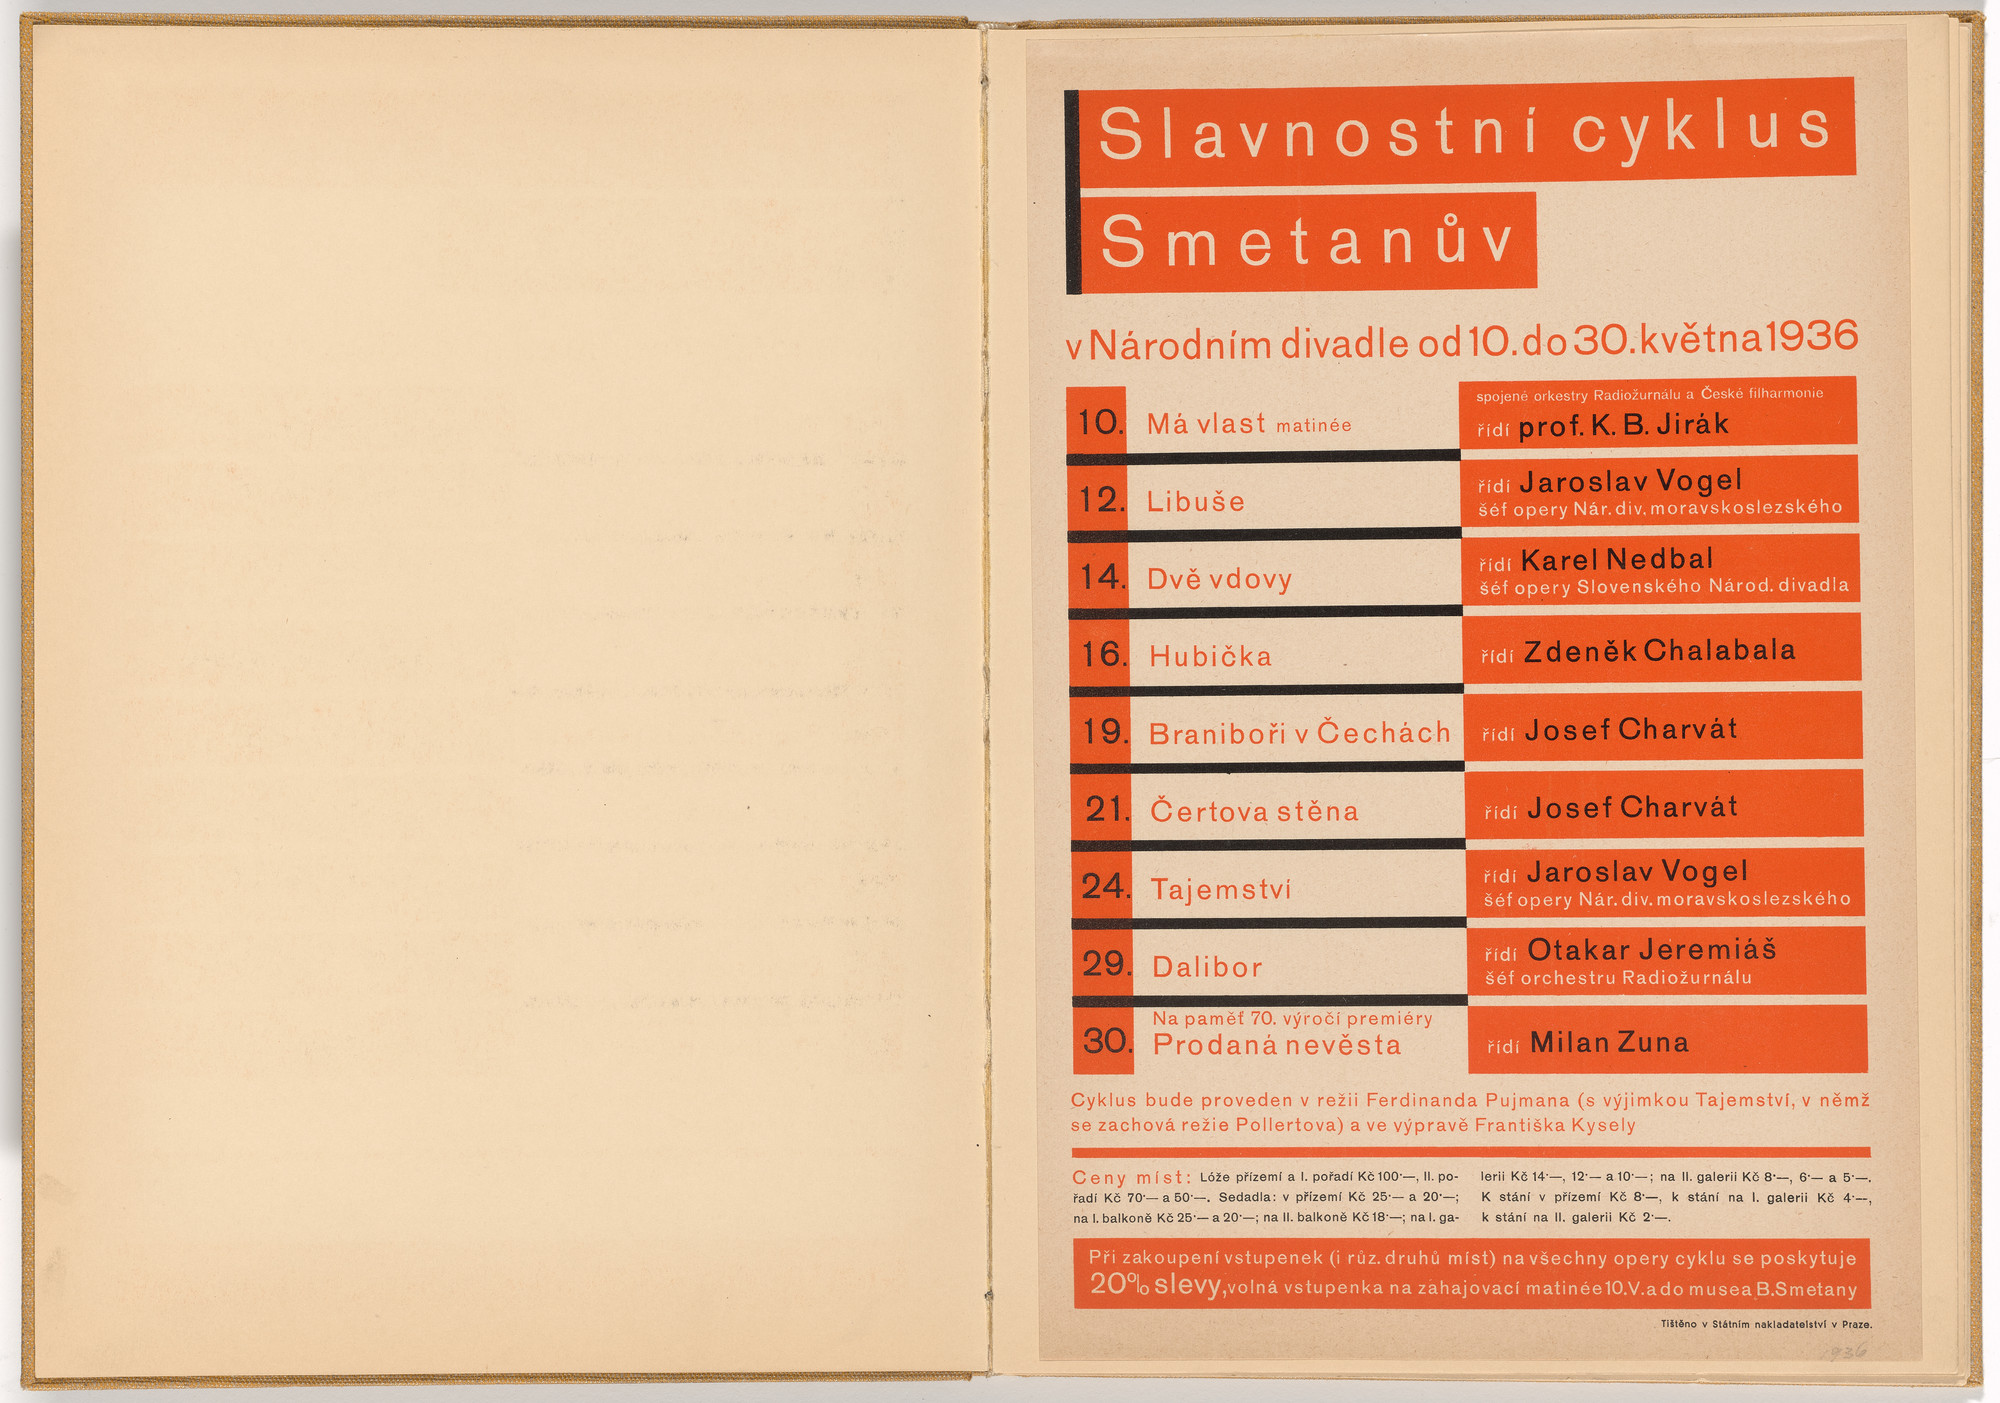 Slavnostní cyklus
Smetanův
v Národním divadle od 10. do 30. května 1936
10. Má vlast matinée
spojené orkestry Radiožurnálu a České filharmonie
řídí prof. K. B. Jirák
12. Libuše
řídí Jaroslav Vogel
šéf opery Nár. div. moravskoslezského
14. Dvě vdovy
řídí Karel Nedbal
šéf opery Slovenského Národ. divadla
16. Hubička
řídí Zdeněk Chalabala
19. Braniboři v Čechách
řídí Josef Charvát
21. Čertova stěna
řídí Josef Charvát
24. Tajemství
řídí Jaroslav Vogel
šéf opery Nár. div. moravskoslezského
29. Dalibor
řídí Otakar Jeremiáš
šéf orchestru Radiožurnálu
Na paměť 70. výročí premiéry
30. Prodaná nevěsta
řídí Milan Zuna
Cyklus bude proveden v režii Ferdinanda Pujmana (s výjimkou Tajemství, v němž
se zachová režie Pollertova) a ve výpravě Františka Kysely
Ceny míst: Lóže přízemí a I. pořadí Kč 100·—, II. po-
řadí Kč 70·— a 50·—. Sedadla: v přízemí Kč 25·— a 20·—;
na I. balkoně Kč 25·— a 20·—; na II. balkoně Kč 18·—; na I. ga-
lerii Kč 14·—, 12·— a 10·—; na II. galerii Kč 8·—, 6·— a 5·—.
K stání v přízemí Kč 8·—, k stání na I. galerii Kč 4·—,
k stání na II. galerii Kč 2·—.
Při zakoupení vstupenek (i růz. druhů míst) na všechny opery cyklu se poskytuje
20% slevy, volná vstupenka na zahajovací matinée 10. V. a do musea B. Smetany
Tištěno v Státním nakladatelství v Praze.
1936